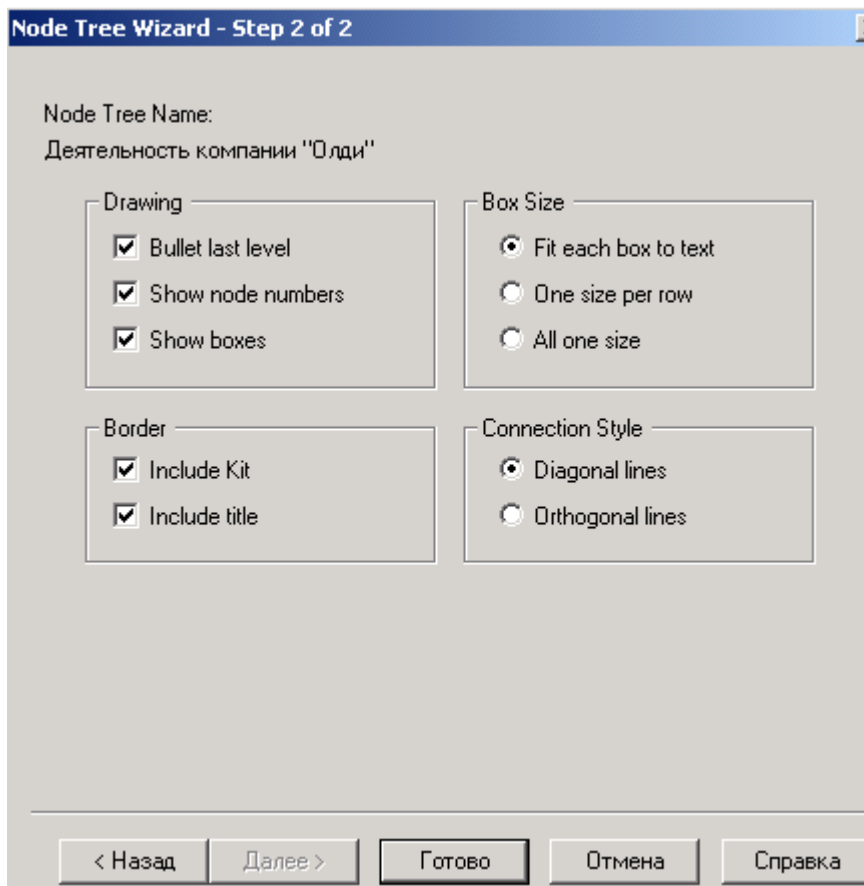 Node Tree Wizard - Step 2 of 2
Node Tree Name:
Деятельность компании "Олди"
Drawing
Bullet last level
Show node numbers
Show boxes
Box Size
Fit each box to text
One size per row
All one size
Border
Include Kit
Include title
Connection Style
Diagonal lines
Orthogonal lines
< Назад
Далее >
Готово
Отмена
Справка